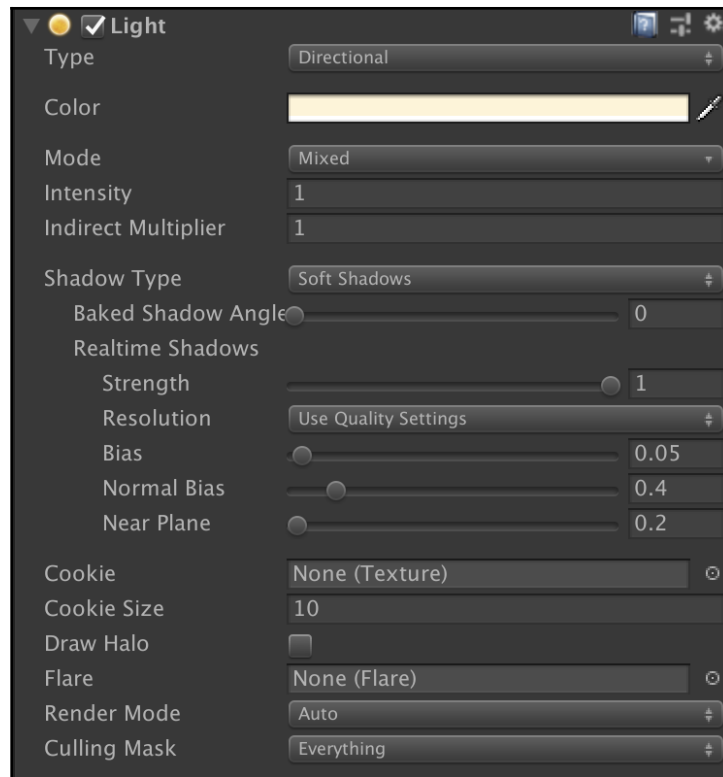 Light
Type Directional
Color
Mode Mixed
Intensity 1
Indirect Multiplier 1
Shadow Type Soft Shadows
Baked Shadow Angle 0
Realtime Shadows
Strength 1
Resolution Use Quality Settings
Bias 0.05
Normal Bias 0.4
Near Plane 0.2
Cookie None (Texture)
Cookie Size 10
Draw Halo
Flare None (Flare)
Render Mode Auto
Culling Mask Everything